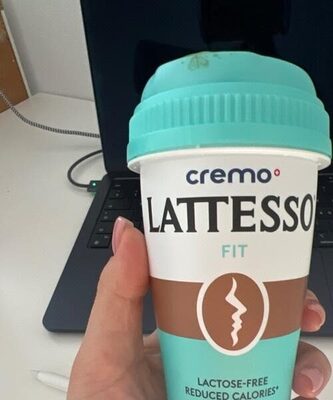 cremo
LATTESSO
FIT
LACTOSE-FREE
REDUCED CALORIES*